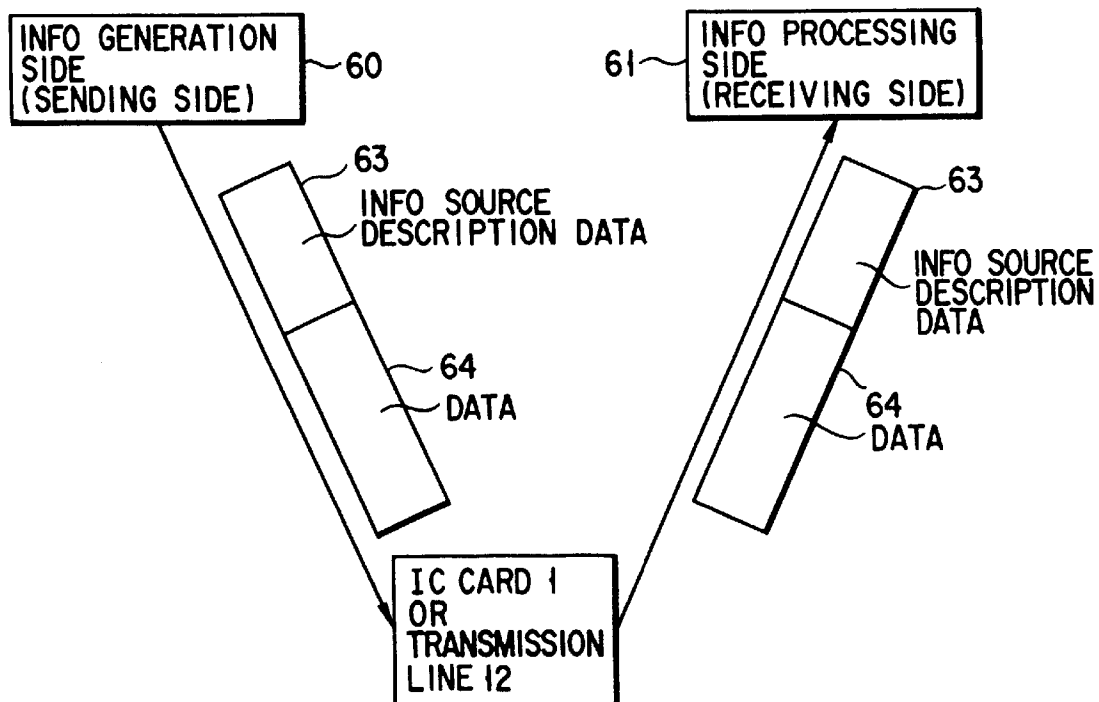 INFO GENERATION
SIDE
(SENDING SIDE)
60
61
INFO PROCESSING
SIDE
(RECEIVING SIDE)
63
INFO SOURCE
DESCRIPTION DATA
64
DATA
63
INFO SOURCE
DESCRIPTION
DATA
64
DATA
IC CARD 1
OR
TRANSMISSION
LINE 12